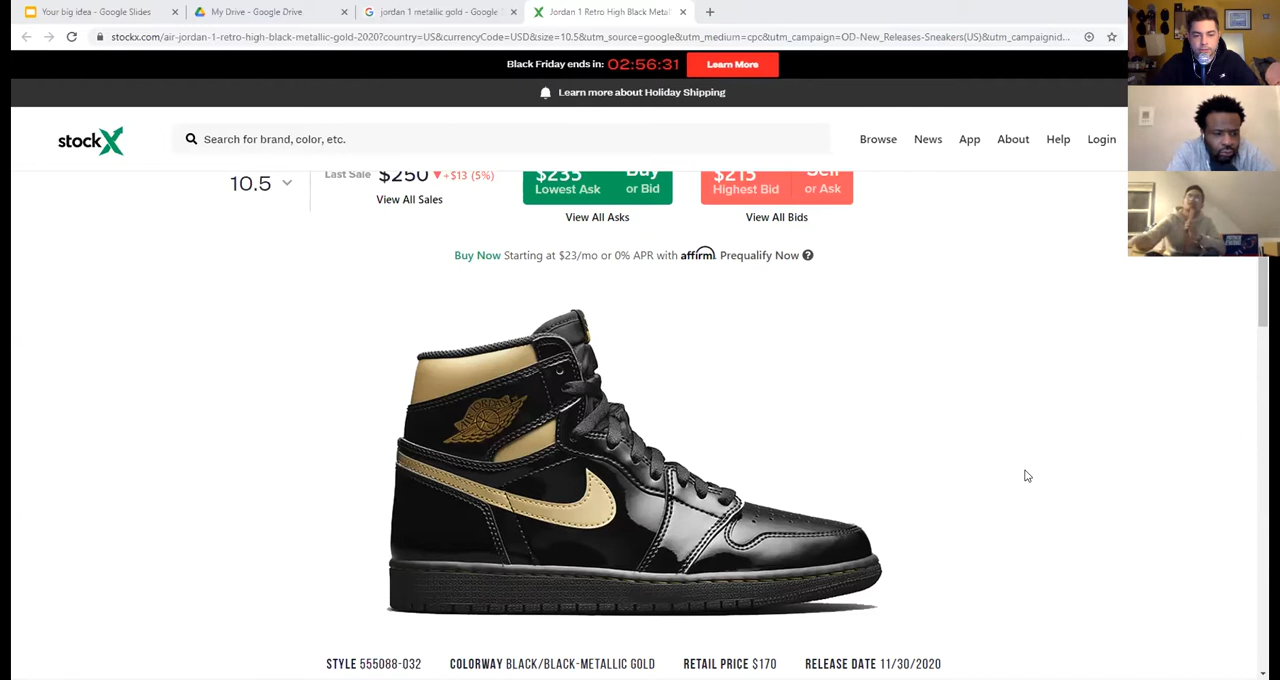 Your big idea - Google Slides
My Drive - Google Drive
jordan 1 metallic gold - Google
Jordan 1 Retro High Black Metal
stockx.com/air-jordan-1-retro-high-black-metallic-gold-2020?country=US&currencyCode=USD&size=10.5&utm_source=google&utm_medium=cpc&utm_campaign=OD-New_Releases-Sneakers(US)&utm_campaignid...
Black Friday ends in: 02:56:31 Learn More
Learn more about Holiday Shipping
stockX
Search for brand, color, etc.
Browse News App About Help Login
10.5
Last Sale $250 +$13 (5%)
View All Sales
$235 Buy
Lowest Ask or Bid
View All Asks
$215 Sell
Highest Bid or Ask
View All Bids
Buy Now Starting at $23/mo or 0% APR with affirm. Prequalify Now
STYLE 555088-032 COLORWAY BLACK/BLACK-METALLIC GOLD RETAIL PRICE $170 RELEASE DATE 11/30/2020